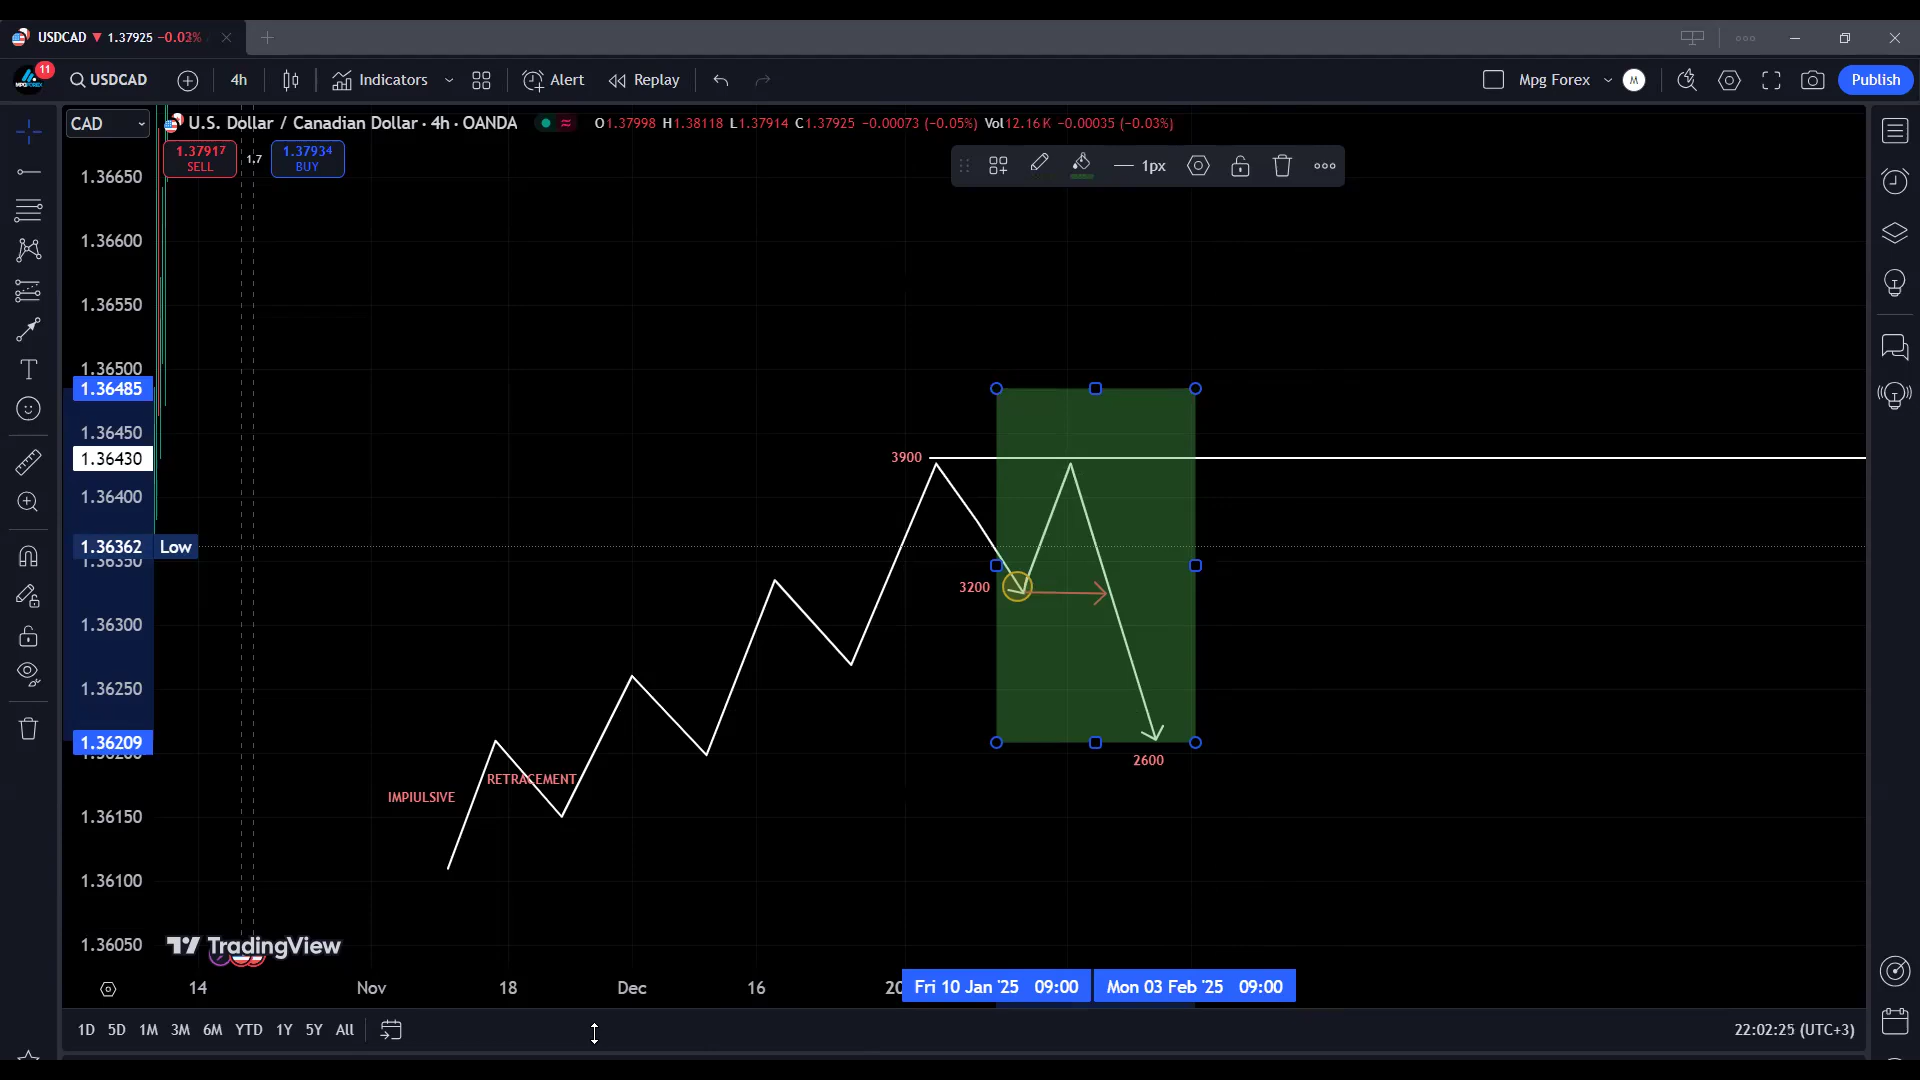 USDCAD ▼ 1.37925 −0.03%
11
USDCAD
4h
Indicators
Alert
Replay
Mpg Forex
M
Publish
CAD
U.S. Dollar / Canadian Dollar · 4h · OANDA
O1.37998 H1.38118 L1.37914 C1.37925 −0.00073 (−0.05%) Vol12.16 K −0.00035 (−0.03%)
1.37917
SELL
1.7
1.37934
BUY
1px
1.36650
1.36600
1.36550
1.36500
1.36485
1.36450
1.36430
1.36400
1.36362 Low
1.36350
1.36300
1.36250
1.36209
1.36200
1.36150
1.36100
1.36050
3900
3200
2600
RETRACEMENT
IMPIULSIVE
TradingView
14
Nov
18
Dec
16
20
Fri 10 Jan '25 09:00
Mon 03 Feb '25 09:00
1D 5D 1M 3M 6M YTD 1Y 5Y All
22:02:25 (UTC+3)